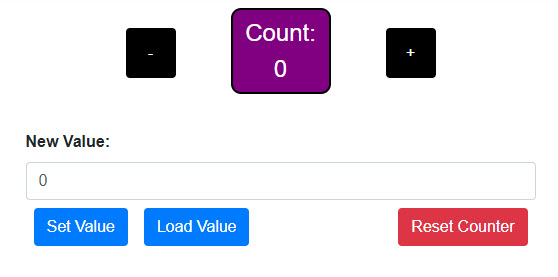 -
Count:
0
+
New Value:
0
Set Value
Load Value
Reset Counter